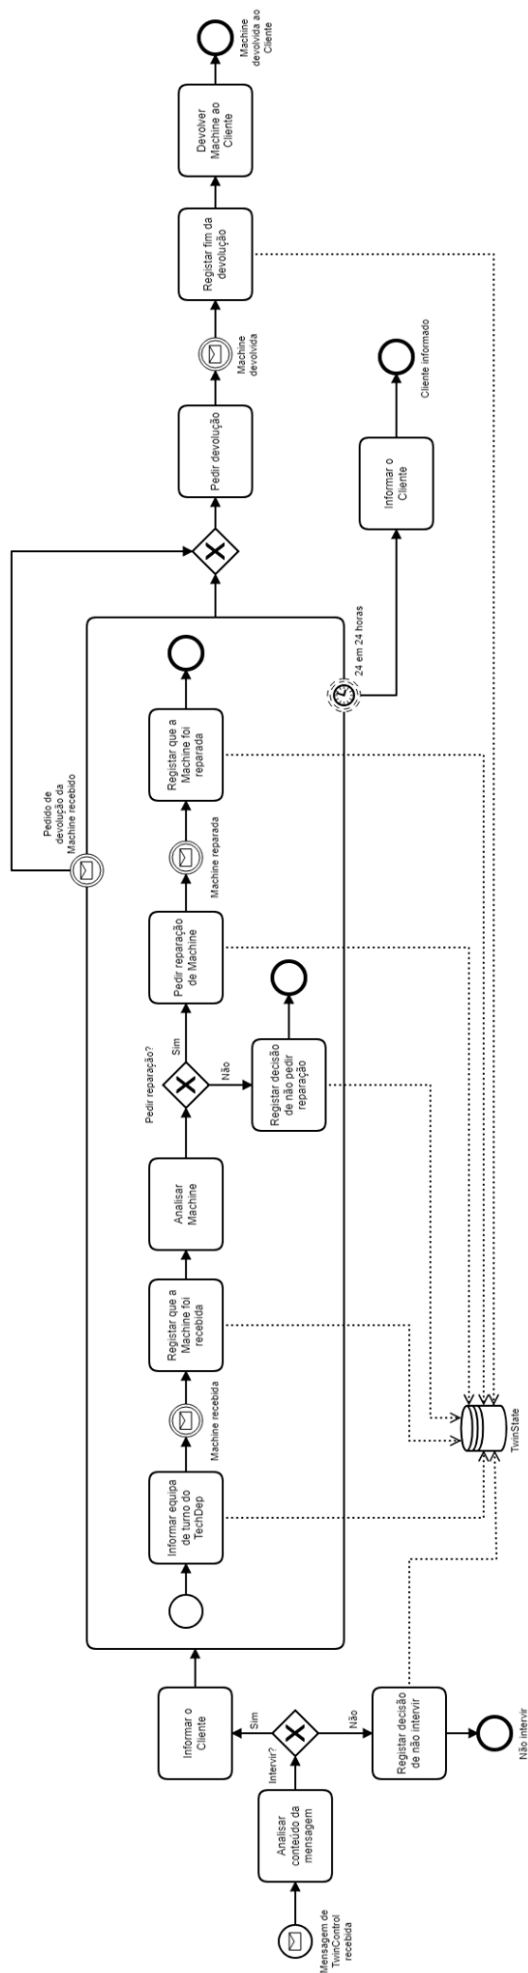 Mensagem de
TwinControl
recebida
Analisar
conteúdo da
mensagem
Intervir?
Sim
Não
Informar o
Cliente
Registar decisão
de não intervir
Não intervir
Informar equipa
de turno do
TechDep
Machine recebida
Registar que a
Machine foi
recebida
Analisar
Machine
Pedir reparação?
Sim
Não
Registar decisão
de não pedir
reparação
Pedir reparação
de Machine
Machine reparada
Registar que a
Machine foi
reparada
Pedido de
devolução da
Machine recebido
24 em 24 horas
Informar o
Cliente
Cliente informado
Pedir devolução
Machine
devolvida
Registar fim da
devolução
Devolver
Machine ao
Cliente
Machine
devolvida ao
Cliente
TwinState